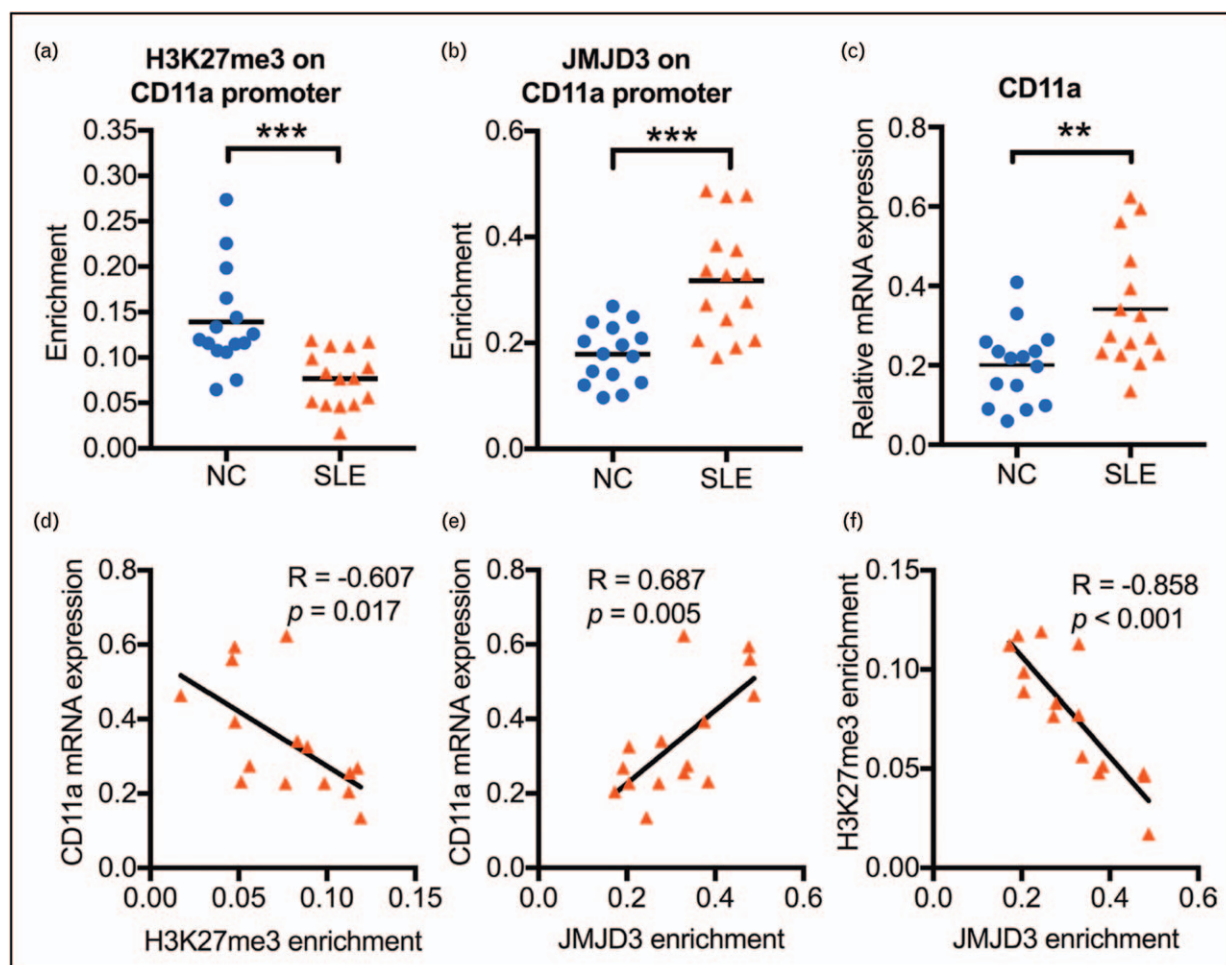 (a)
H3K27me3 on
CD11a promoter
***
0.35
0.30
0.25
0.20
0.15
0.10
0.05
0.00
Enrichment
NC SLE
(b)
JMJD3 on
CD11a promoter
***
0.6
0.4
0.2
0.0
Enrichment
NC SLE
(c)
CD11a
**
0.8
0.6
0.4
0.2
0.0
Relative mRNA expression
NC SLE
(d)
R = -0.607
p = 0.017
0.8
0.6
0.4
0.2
0.0
CD11a mRNA expression
0.00 0.05 0.10 0.15
H3K27me3 enrichment
(e)
R = 0.687
p = 0.005
0.8
0.6
0.4
0.2
0.0
CD11a mRNA expression
0.0 0.2 0.4 0.6
JMJD3 enrichment
(f)
R = -0.858
p < 0.001
0.15
0.10
0.05
0.00
H3K27me3 enrichment
0.0 0.2 0.4 0.6
JMJD3 enrichment